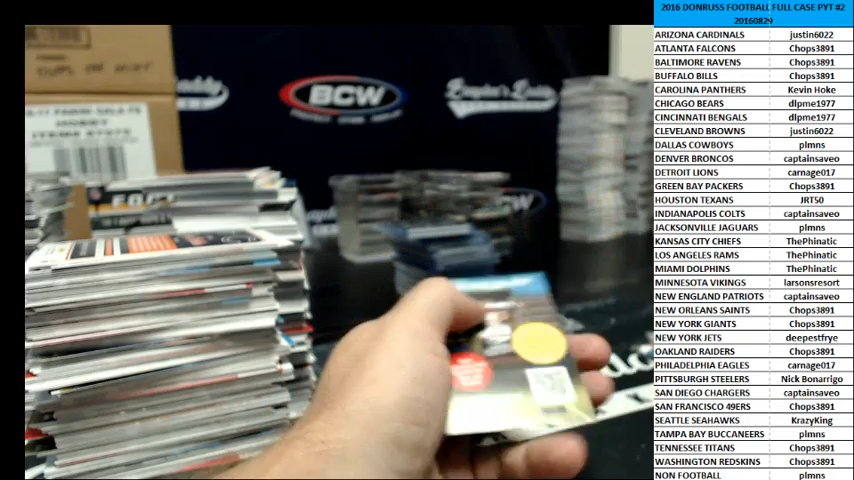 2016 DONRUSS FOOTBALL FULL CASE PYT #2
20160829
ARIZONA CARDINALS justin6022
ATLANTA FALCONS Chops3891
BALTIMORE RAVENS Chops3891
BUFFALO BILLS Chops3891
CAROLINA PANTHERS Kevin Hoke
CHICAGO BEARS dlpme1977
CINCINNATI BENGALS dlpme1977
CLEVELAND BROWNS justin6022
DALLAS COWBOYS plmns
DENVER BRONCOS captainsaveo
DETROIT LIONS carnage017
GREEN BAY PACKERS Chops3891
HOUSTON TEXANS JRT50
INDIANAPOLIS COLTS captainsaveo
JACKSONVILLE JAGUARS plmns
KANSAS CITY CHIEFS ThePhinatic
LOS ANGELES RAMS ThePhinatic
MIAMI DOLPHINS ThePhinatic
MINNESOTA VIKINGS larsonsresort
NEW ENGLAND PATRIOTS captainsaveo
NEW ORLEANS SAINTS Chops3891
NEW YORK GIANTS Chops3891
NEW YORK JETS deepestfrye
OAKLAND RAIDERS Chops3891
PHILADELPHIA EAGLES carnage017
PITTSBURGH STEELERS Nick Bonarrigo
SAN DIEGO CHARGERS captainsaveo
SAN FRANCISCO 49ERS Chops3891
SEATTLE SEAHAWKS KrazyKing
TAMPA BAY BUCCANEERS plmns
TENNESSEE TITANS Chops3891
WASHINGTON REDSKINS Chops3891
NON FOOTBALL plmns
BCW